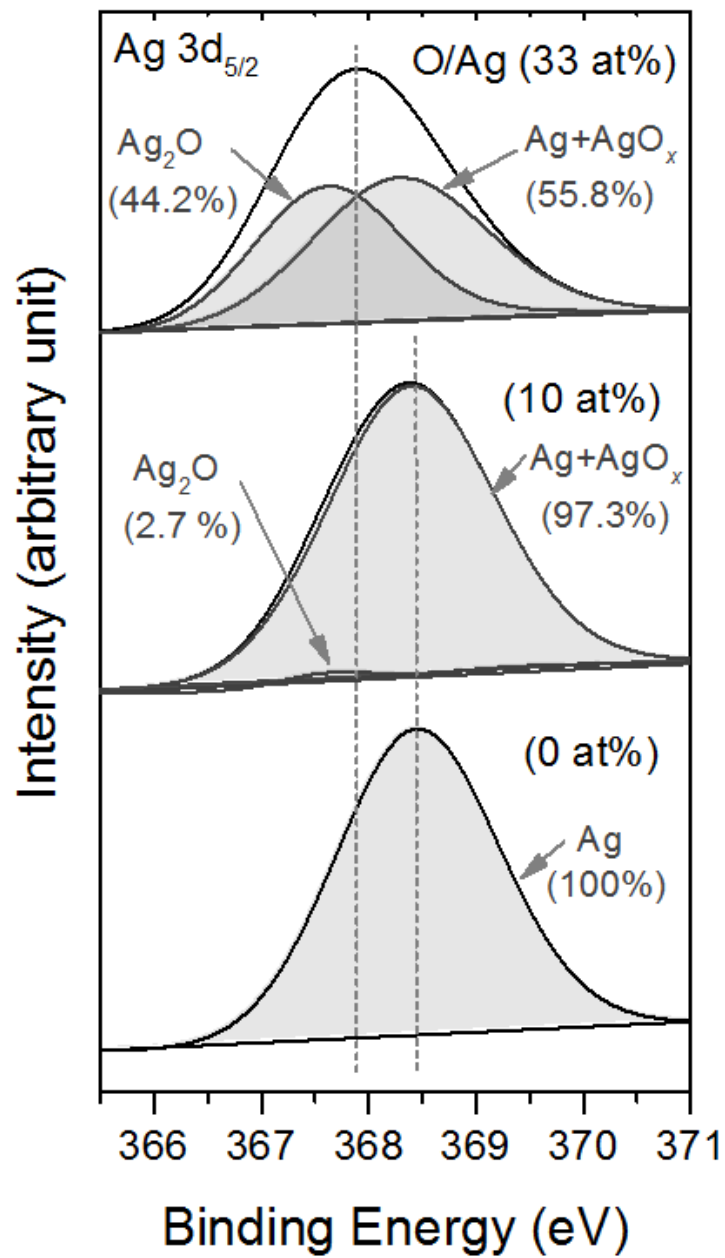 Ag 3d5/2
O/Ag (33 at%)
Ag2O
(44.2%)
Ag+AgOx
(55.8%)
(10 at%)
Ag2O
(2.7 %)
Ag+AgOx
(97.3%)
(0 at%)
Ag
(100%)
Intensity (arbitrary unit)
366 367 368 369 370 371
Binding Energy (eV)